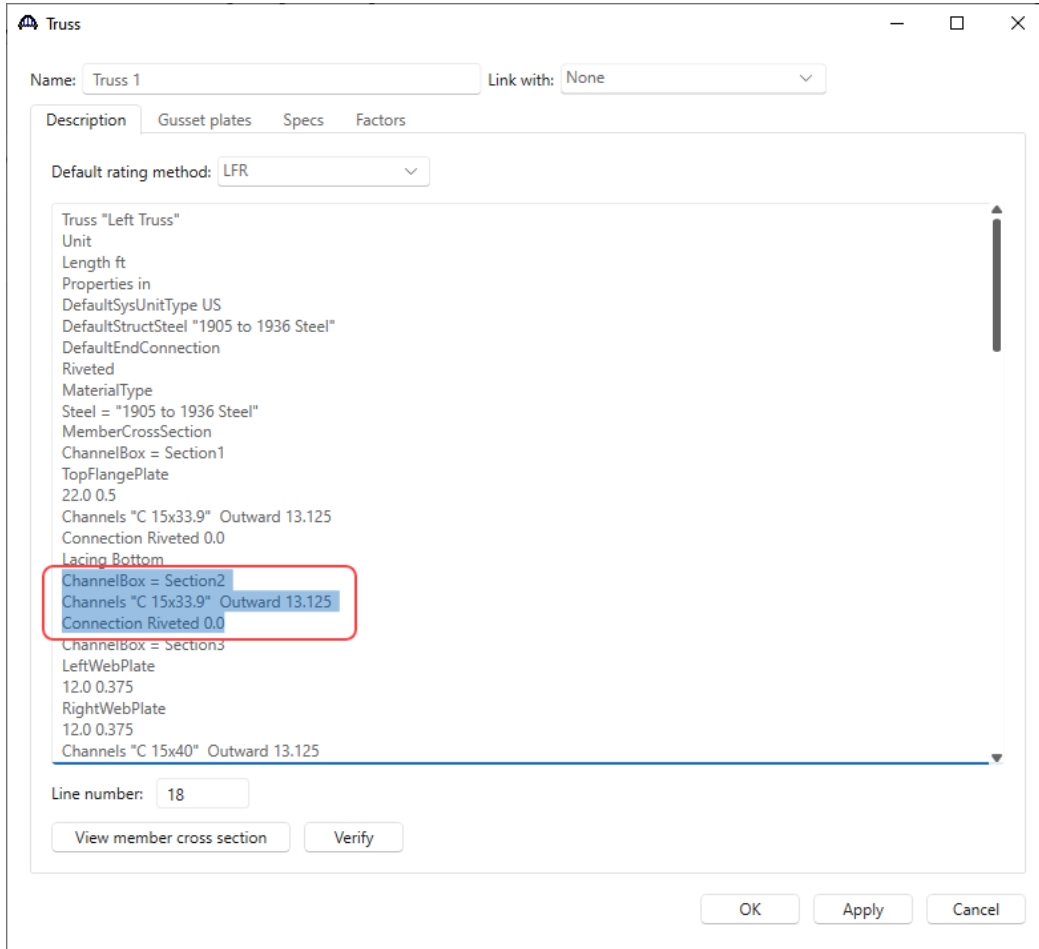 Truss
Name: Truss 1 Link with: None
Description Gusset plates Specs Factors
Default rating method: LFR
Truss "Left Truss"
Unit
Length ft
Properties in
DefaultSysUnitType US
DefaultStructSteel "1905 to 1936 Steel"
DefaultEndConnection
Riveted
MaterialType
Steel = "1905 to 1936 Steel"
MemberCrossSection
ChannelBox = Section1
TopFlangePlate
22.0 0.5
Channels "C 15x33.9"  Outward 13.125
Connection Riveted 0.0
Lacing Bottom
ChannelBox = Section2
Channels "C 15x33.9"  Outward 13.125
Connection Riveted 0.0
ChannelBox = Section3
LeftWebPlate
12.0 0.375
RightWebPlate
12.0 0.375
Channels "C 15x40"  Outward 13.125
Line number: 18
View member cross section Verify
OK Apply Cancel